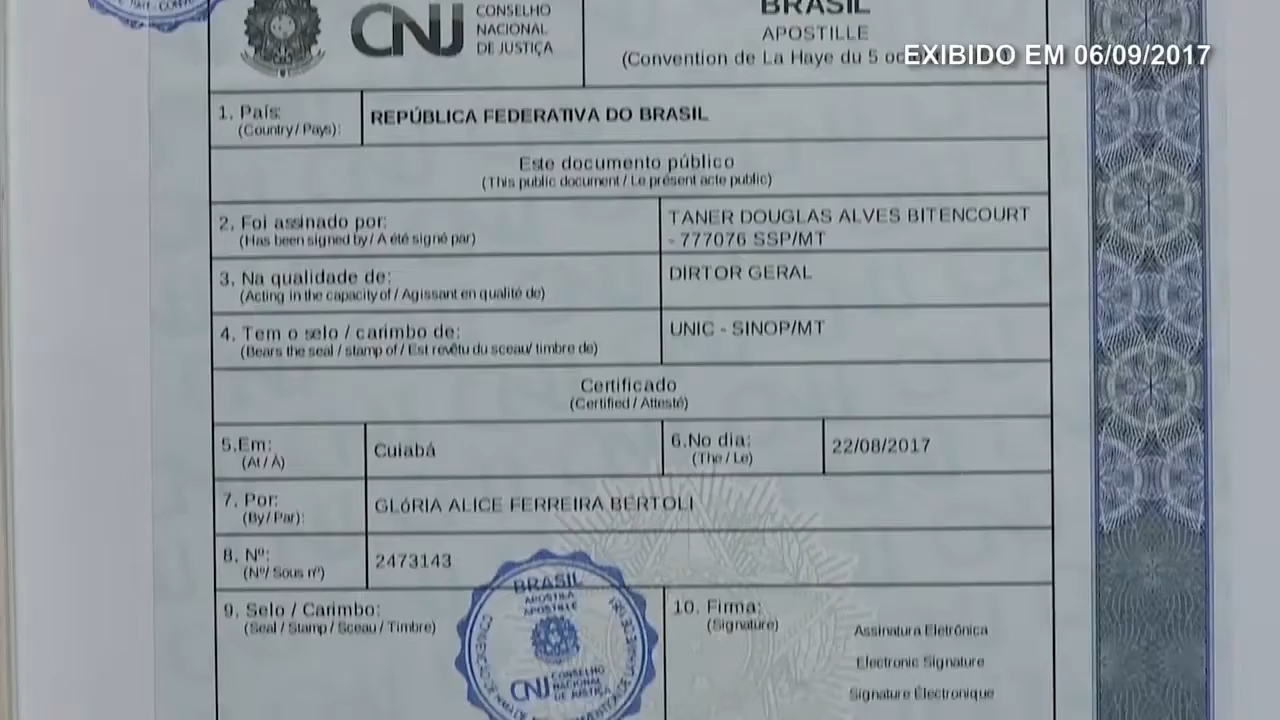 CNJ
CONSELHO
NACIONAL
DE JUSTIÇA
BRASIL
APOSTILLE
(Convention de La Haye du 5
EXIBIDO EM 06/09/2017
1. País:
(Country / Pays):
REPÚBLICA FEDERATIVA DO BRASIL
Este documento público
(This public document / Le présent acte public)
2. Foi assinado por:
(Has been signed by / A été signé par)
TANER DOUGLAS ALVES BITENCOURT
- 777076 SSP/MT
3. Na qualidade de:
(Acting in the capacity of / Agissant en qualité de)
DIRTOR GERAL
4. Tem o selo / carimbo de:
(Bears the seal / stamp of / Est revêtu du sceau/ timbre de)
UNIC - SINOP/MT
Certificado
(Certified / Attesté)
5.Em:
(At / À)
Cuiabá
6.No dia:
(The / Le)
22/08/2017
7. Por:
(By / Par):
GLóRIA ALICE FERREIRA BERTOLI
8. Nº:
(Nº/ Sous nº)
2473143
9. Selo / Carimbo:
(Seal / Stamp / Sceau / Timbre)
BRASIL
APOSTILA
APOSTILLE
CNJ
CONSELHO
NACIONAL
DE JUSTIÇA
10. Firma:
(Signature)
Assinatura Eletrônica
Electronic Signature
Signature Électronique